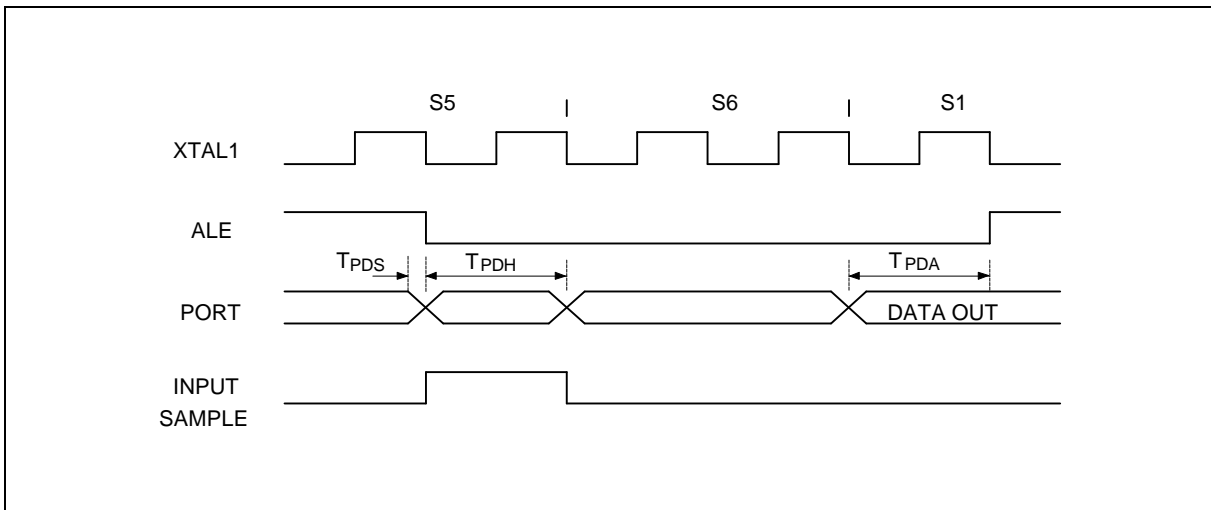 S5 S6 S1
XTAL1
ALE
TPDS TPDH TPDA
PORT DATA OUT
INPUT
SAMPLE